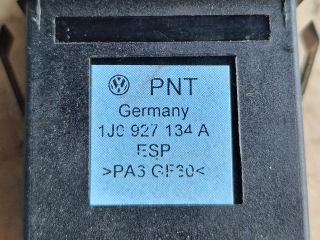 PNT
Germany
1J0 927 134 A
ESP
>PA6 GF30<